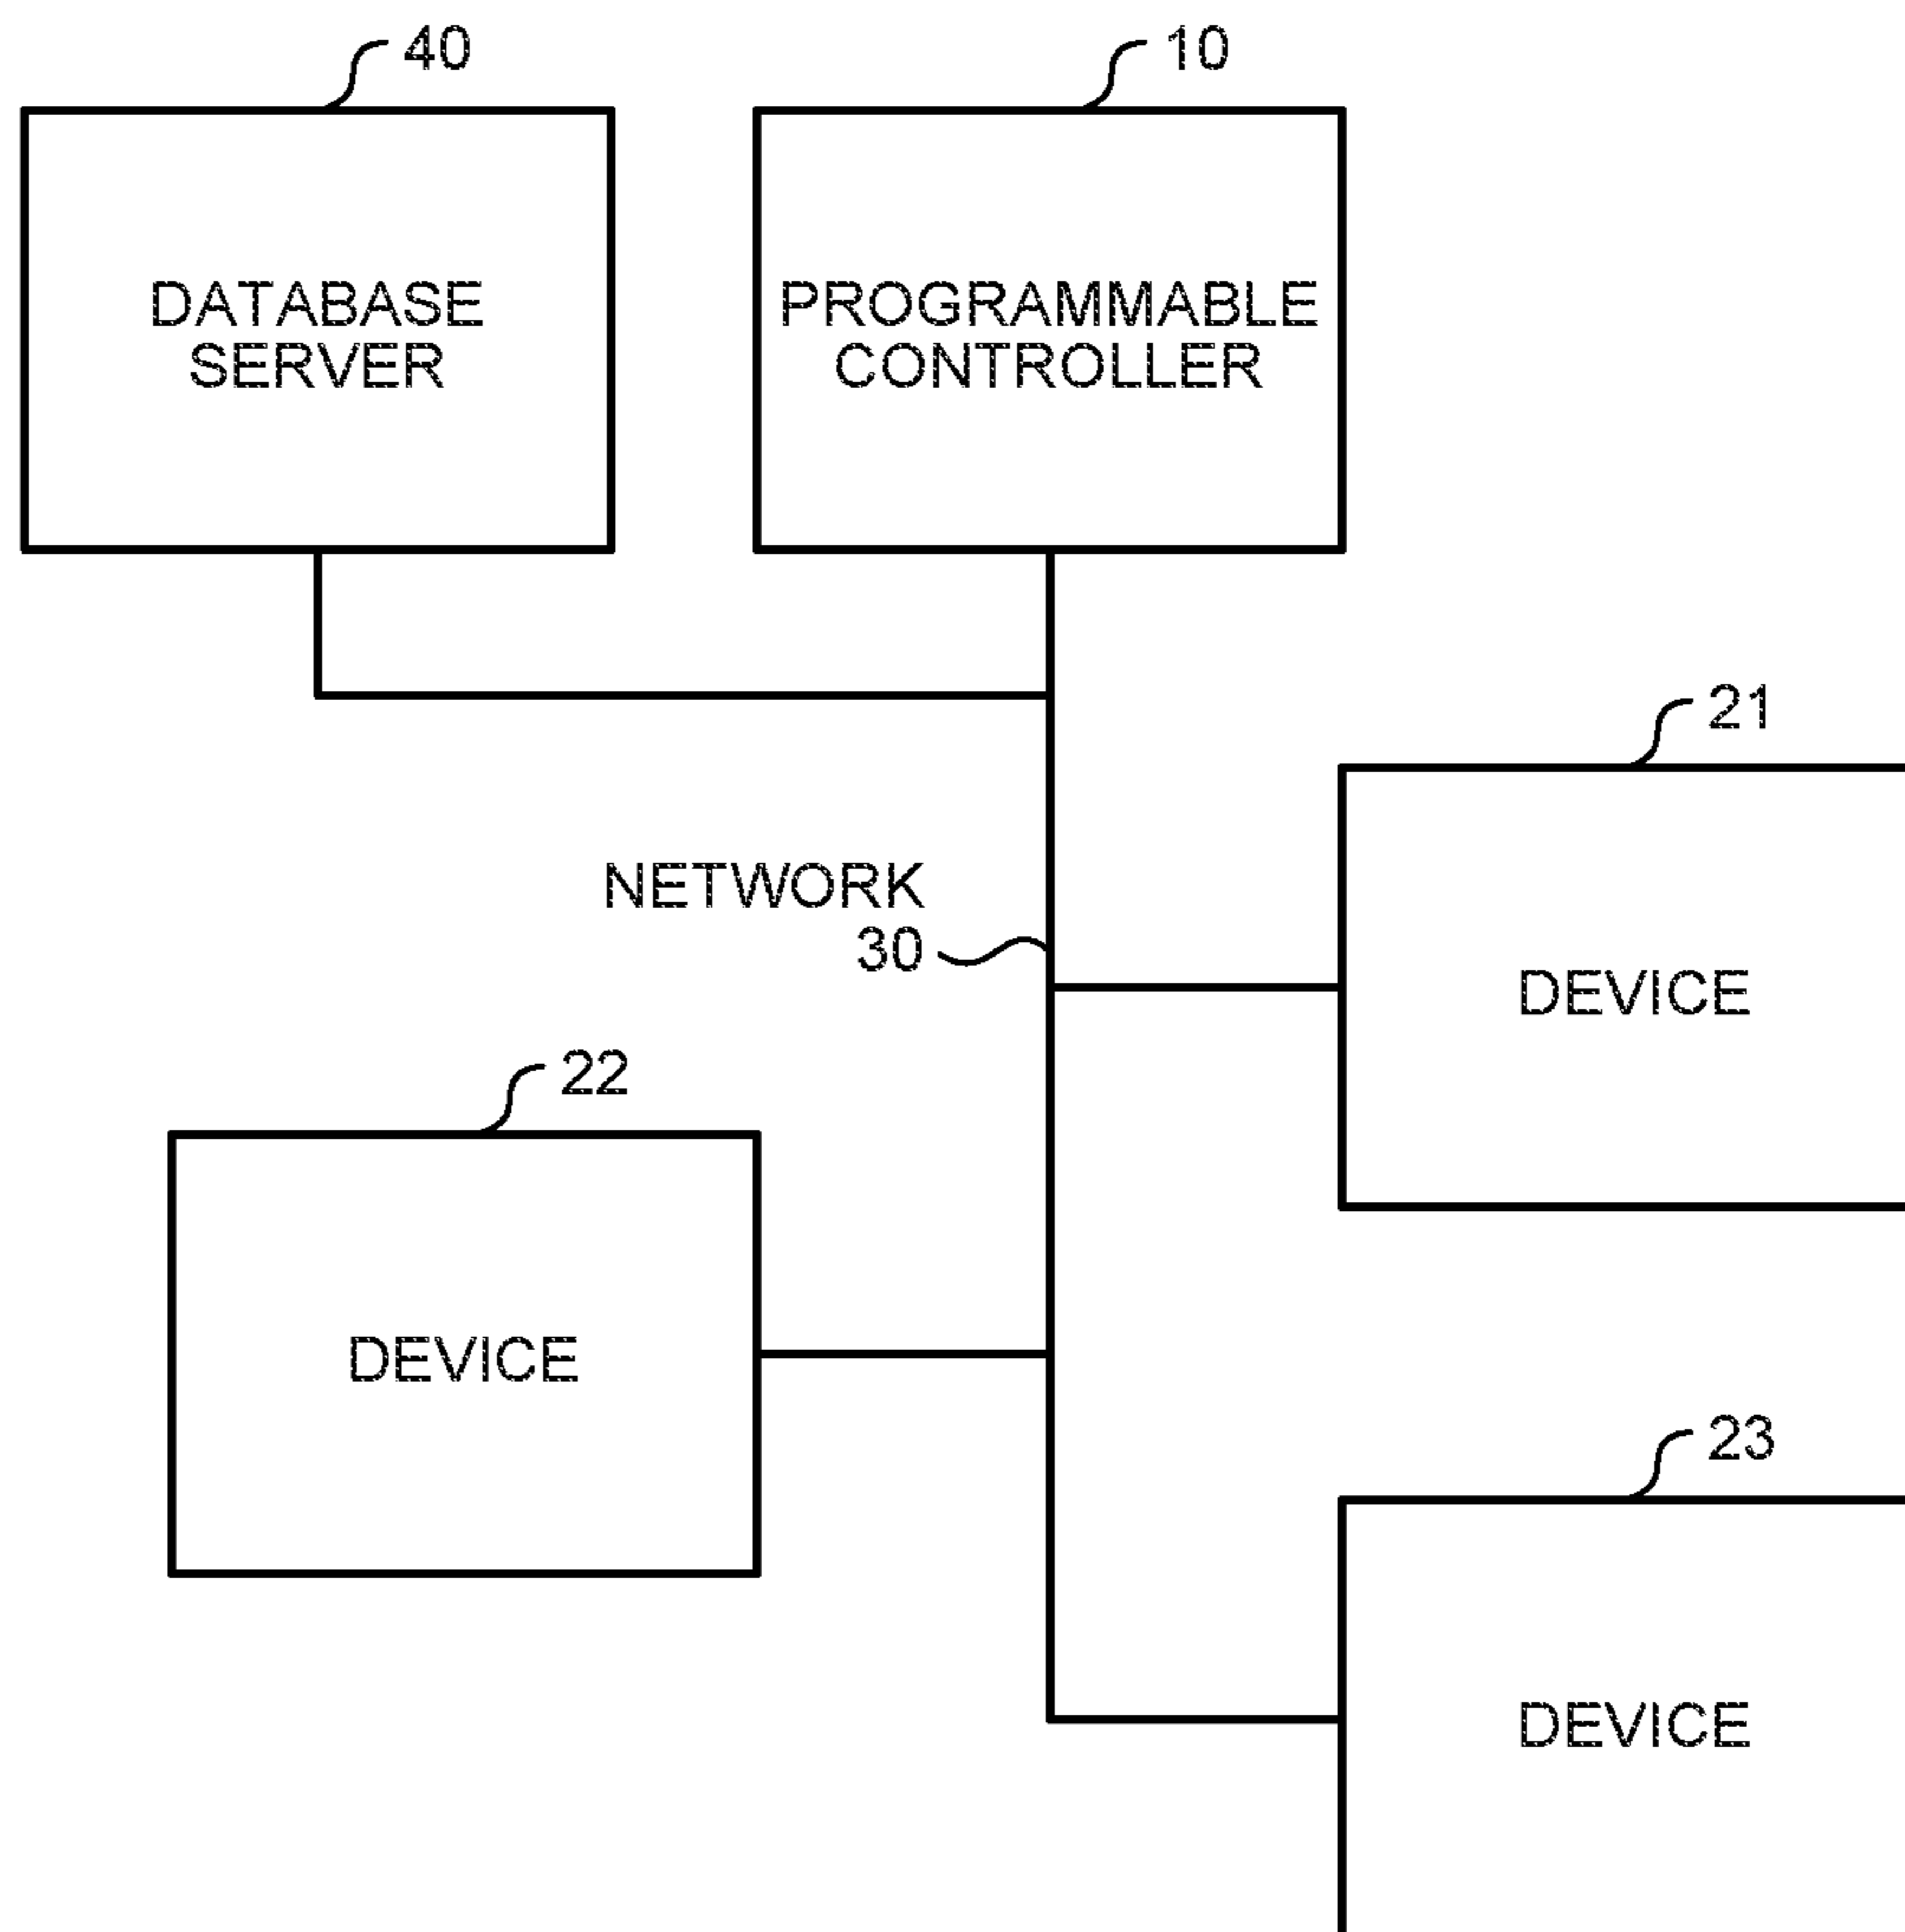 40
10
DATABASE
SERVER
PROGRAMMABLE
CONTROLLER
21
NETWORK
30
DEVICE
22
DEVICE
23
DEVICE